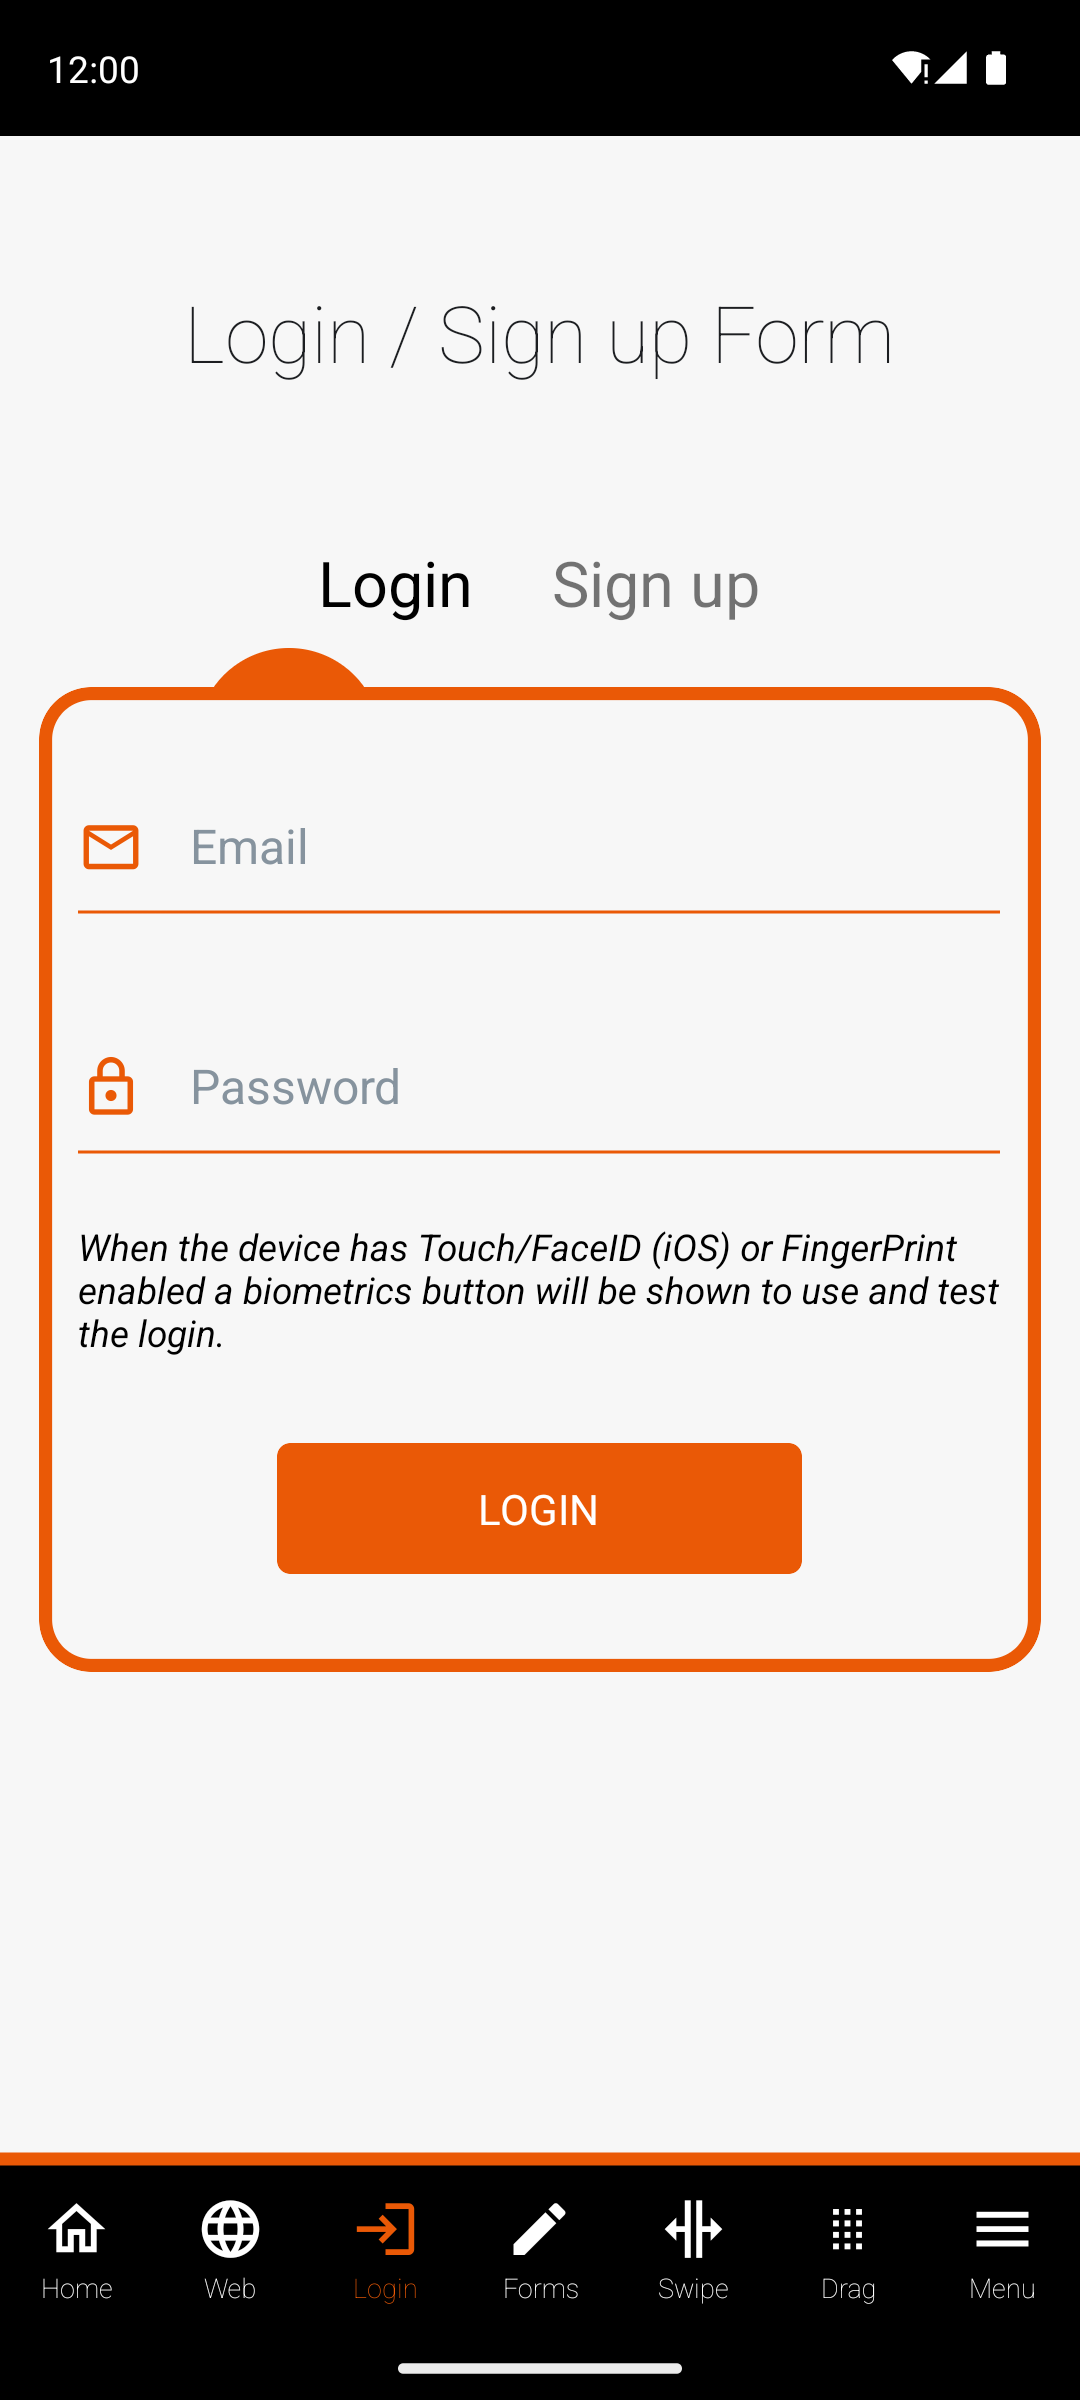 12:00
Login / Sign up Form
Login
Sign up
Email
Password
When the device has Touch/FaceID (iOS) or FingerPrint
enabled a biometrics button will be shown to use and test
the login.
LOGIN
Home
Web
Login
Forms
Swipe
Drag
Menu